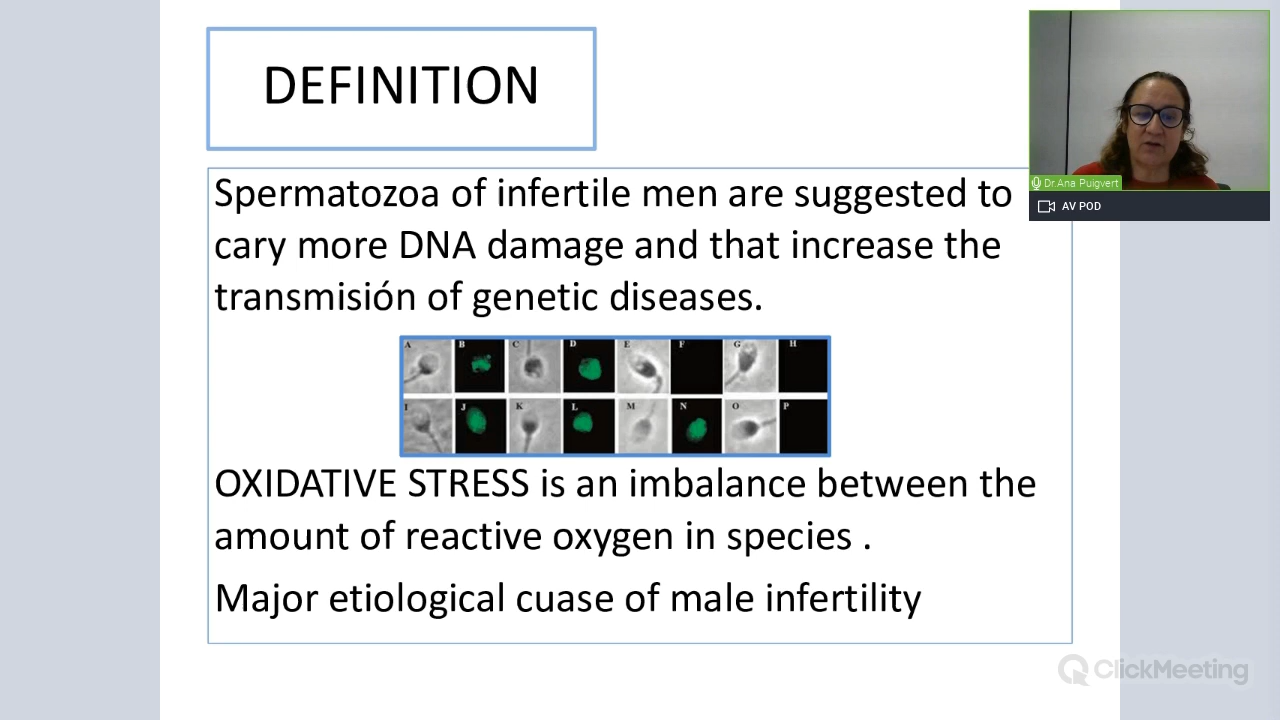 DEFINITION
Dr.Ana Puigvert
AV POD
Spermatozoa of infertile men are suggested to
cary more DNA damage and that increase the
transmisión of genetic diseases.
A B C D E F G H
I J K L M N O P
OXIDATIVE STRESS is an imbalance between the
amount of reactive oxygen in species .
Major etiological cuase of male infertility
ClickMeeting